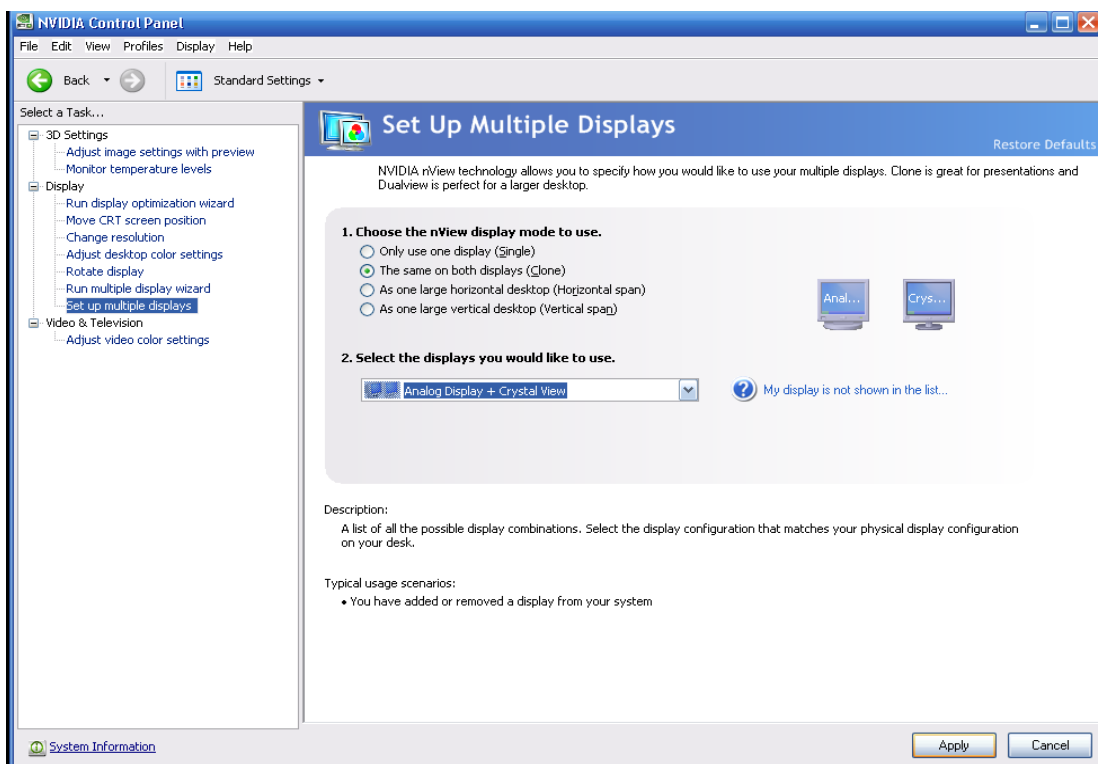 NVIDIA Control Panel
File Edit View Profiles Display Help
Back Standard Settings
Select a Task...
3D Settings
Adjust image settings with preview
Monitor temperature levels
Display
Run display optimization wizard
Move CRT screen position
Change resolution
Adjust desktop color settings
Rotate display
Run multiple display wizard
Set up multiple displays
Video & Television
Adjust video color settings
Set Up Multiple Displays
Restore Defaults
NVIDIA nView technology allows you to specify how you would like to use your multiple displays. Clone is great for presentations and
Dualview is perfect for a larger desktop.
1. Choose the nView display mode to use.
Only use one display (Single)
The same on both displays (Clone)
As one large horizontal desktop (Horizontal span)
As one large vertical desktop (Vertical span)
Anal... Crys...
2. Select the displays you would like to use.
Analog Display + Crystal View
? My display is not shown in the list...
Description:
A list of all the possible display combinations. Select the display configuration that matches your physical display configuration
on your desk.
Typical usage scenarios:
• You have added or removed a display from your system
System Information
Apply Cancel